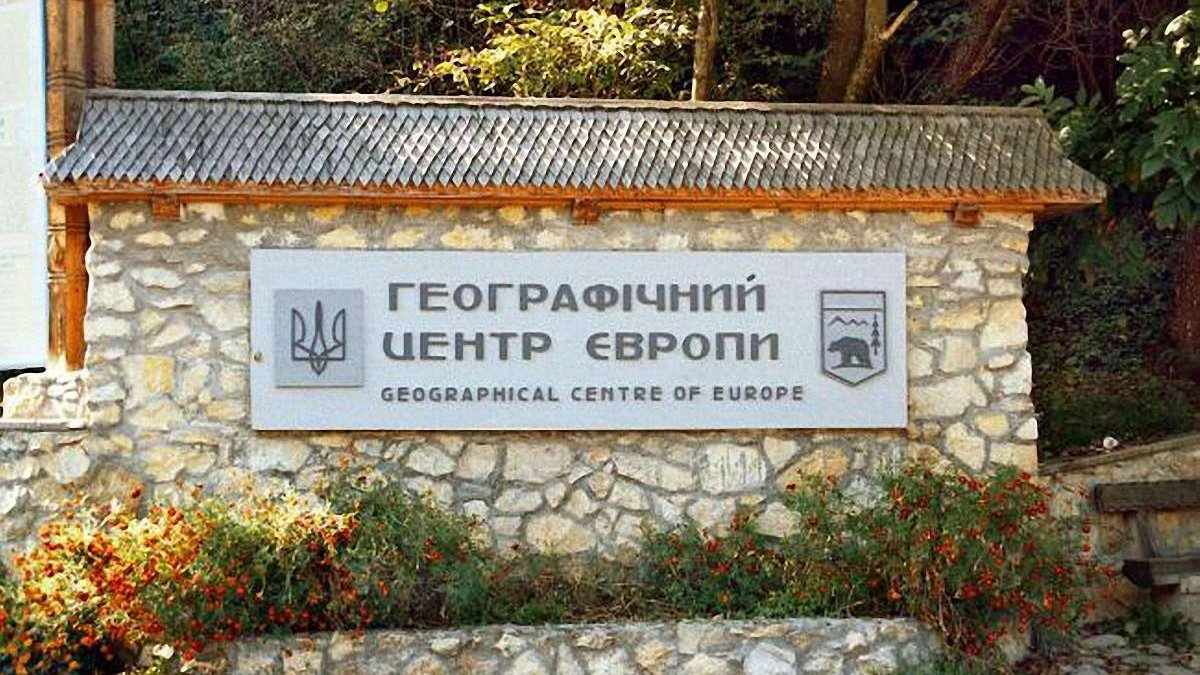 ГЕОГРАФІЧНИЙ
ЦЕНТР ЄВРОПИ
GEOGRAPHICAL CENTRE OF EUROPE